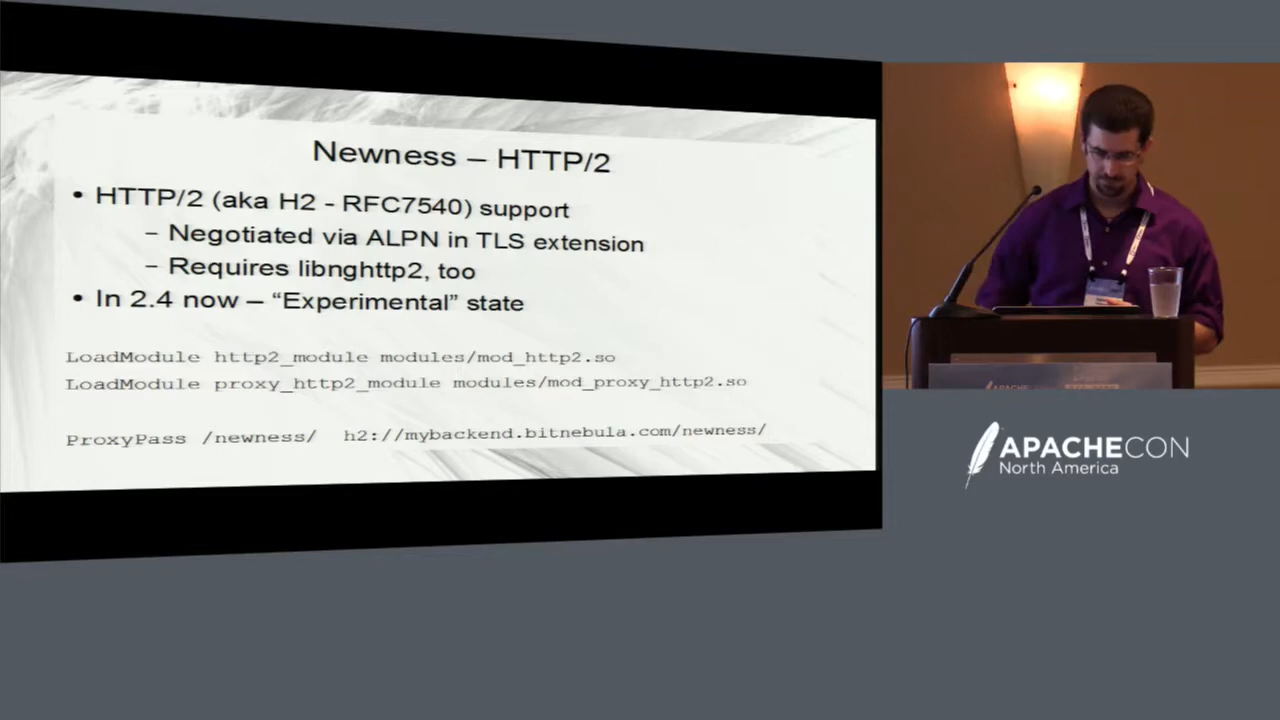 Newness – HTTP/2
• HTTP/2 (aka H2 - RFC7540) support
– Negotiated via ALPN in TLS extension
– Requires libnghttp2, too
• In 2.4 now – “Experimental” state
LoadModule http2_module modules/mod_http2.so
LoadModule proxy_http2_module modules/mod_proxy_http2.so
ProxyPass /newness/ h2://mybackend.bitnebula.com/newness/
APACHECON
North America